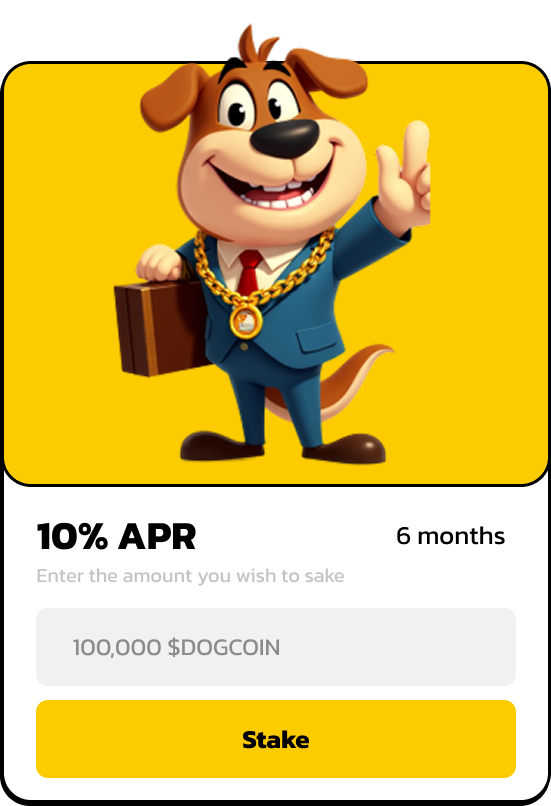 10% APR
6 months
Enter the amount you wish to sake
100,000 $DOGCOIN
Stake